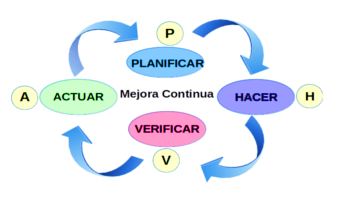 P
PLANIFICAR
A
ACTUAR
Mejora Continua
HACER
H
VERIFICAR
V